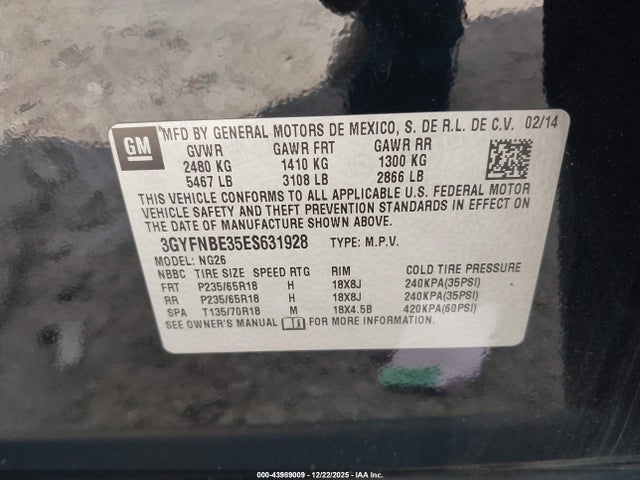 GM MFD BY GENERAL MOTORS DE MEXICO, S. DE R.L. DE C.V. 02/14
GVWR GAWR FRT GAWR RR
2480 KG 1410 KG 1300 KG
5467 LB 3108 LB 2866 LB
THIS VEHICLE CONFORMS TO ALL APPLICABLE U.S. FEDERAL MOTOR
VEHICLE SAFETY AND THEFT PREVENTION STANDARDS IN EFFECT
ON THE DATE OF MANUFACTURE SHOWN ABOVE.
3GYFNBE35ES631928 TYPE: M.P.V.
MODEL: NG26
NBBC TIRE SIZE SPEED RTG RIM COLD TIRE PRESSURE
FRT P235/65R18 H 18X8J 240KPA(35PSI)
RR P235/65R18 H 18X8J 240KPA(35PSI)
SPA T135/70R18 M 18X4.5B 420KPA(60PSI)
SEE OWNER'S MANUAL i FOR MORE INFORMATION.
000-43989009 - 12/22/2025 - IAA Inc.